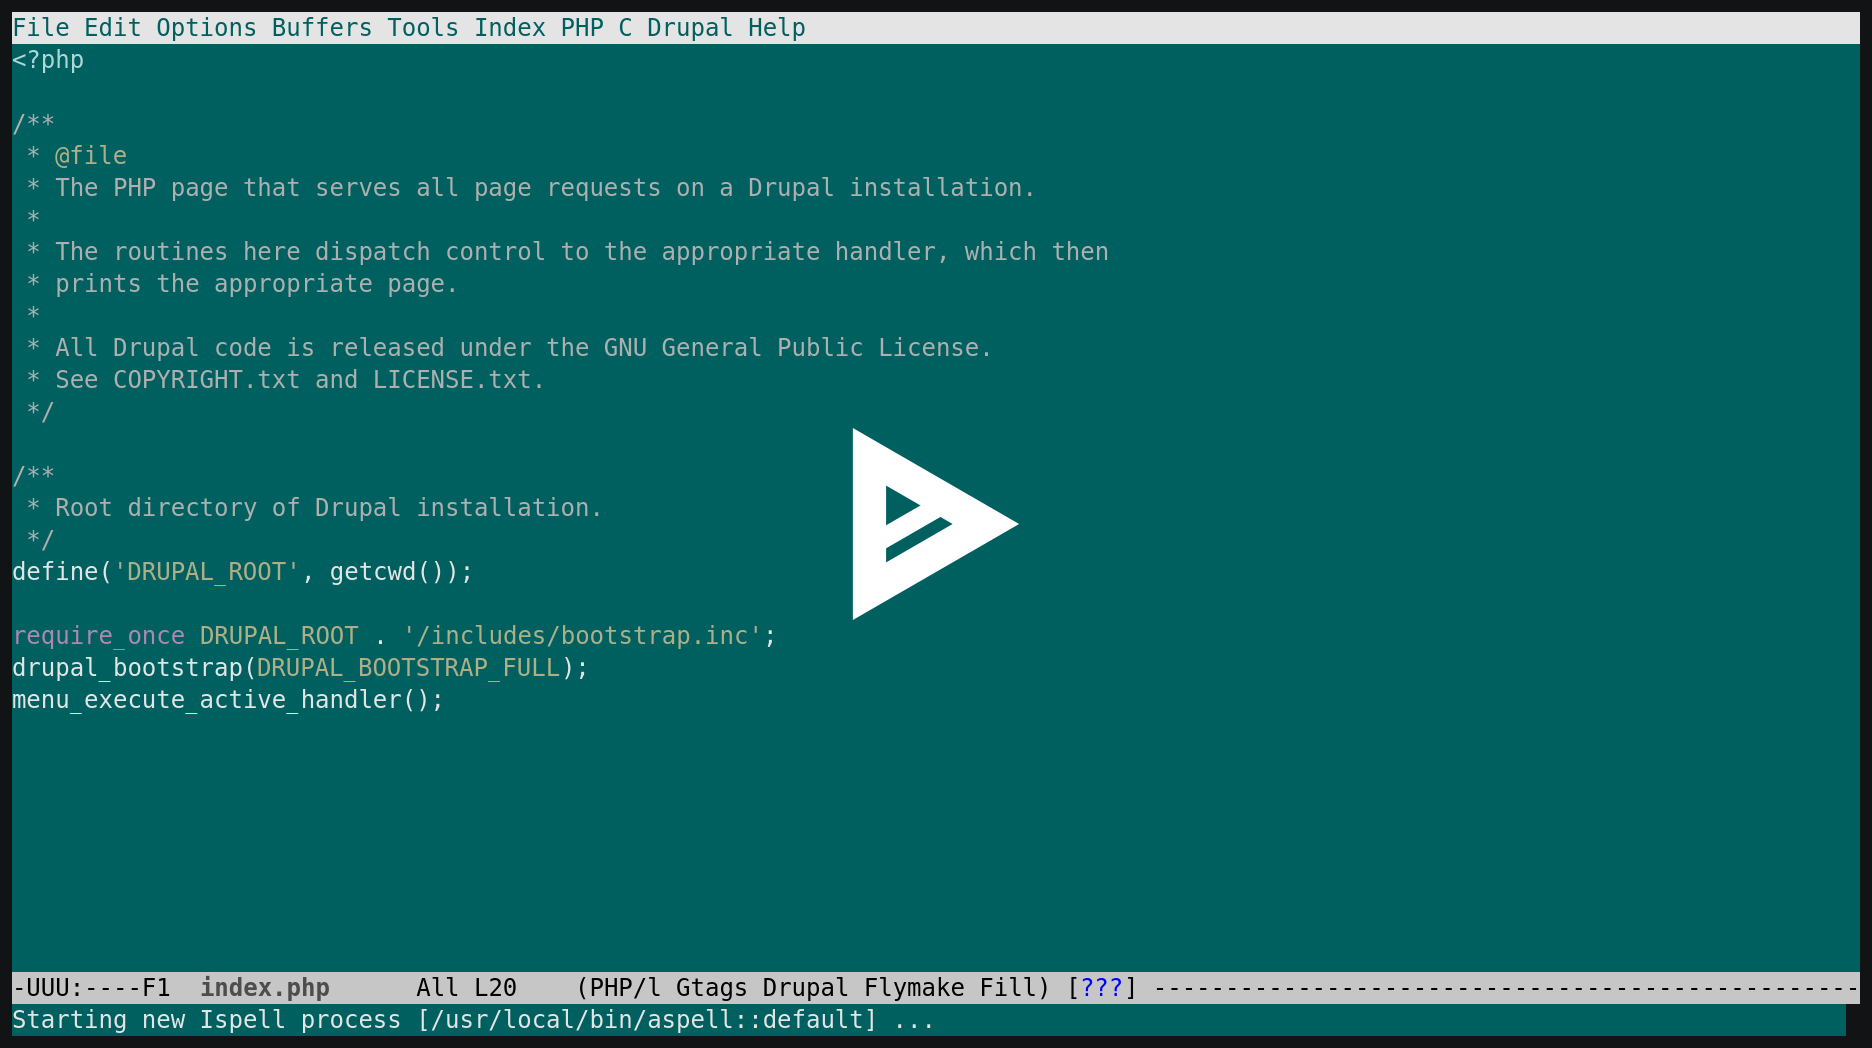 File Edit Options Buffers Tools Index PHP C Drupal Help
<?php
/**
 * @file
 * The PHP page that serves all page requests on a Drupal installation.
 *
 * The routines here dispatch control to the appropriate handler, which then
 * prints the appropriate page.
 *
 * All Drupal code is released under the GNU General Public License.
 * See COPYRIGHT.txt and LICENSE.txt.
 */
/**
 * Root directory of Drupal installation.
 */
define('DRUPAL_ROOT', getcwd());
require_once DRUPAL_ROOT . '/includes/bootstrap.inc';
drupal_bootstrap(DRUPAL_BOOTSTRAP_FULL);
menu_execute_active_handler();
-UUU:----F1  index.php      All L20    (PHP/l Gtags Drupal Flymake Fill) [???] -------------------------------------------------
Starting new Ispell process [/usr/local/bin/aspell::default] ...